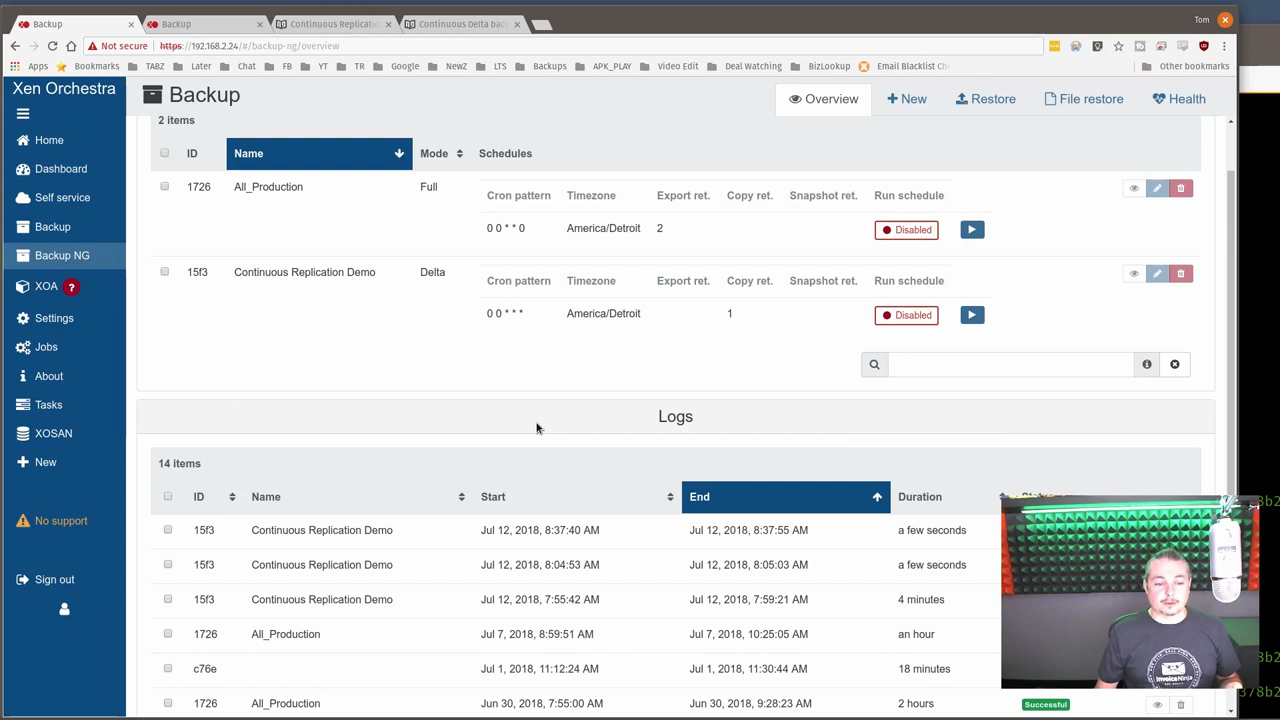 Backup
Backup
Continuous Replicati
Continuous Delta bac
Tom
Not secure https://192.168.2.24/#/backup-ng/overview
Apps Bookmarks TABZ Later Chat FB YT TR Google NewZ LTS Backups APK_PLAY Video Edit Deal Watching BizLookup Email Blacklist Che Other bookmarks
Xen Orchestra
Home
Dashboard
Self service
Backup
Backup NG
XOA ?
Settings
Jobs
About
Tasks
XOSAN
New
No support
Sign out
Backup
Overview New Restore File restore Health
2 items
ID Name Mode Schedules
1726 All_Production Full
Cron pattern Timezone Export ret. Copy ret. Snapshot ret. Run schedule
0 0 * * 0 America/Detroit 2 Disabled
15f3 Continuous Replication Demo Delta
Cron pattern Timezone Export ret. Copy ret. Snapshot ret. Run schedule
0 0 * * * America/Detroit 1 Disabled
Logs
14 items
ID Name Start End Duration
15f3 Continuous Replication Demo Jul 12, 2018, 8:37:40 AM Jul 12, 2018, 8:37:55 AM a few seconds
15f3 Continuous Replication Demo Jul 12, 2018, 8:04:53 AM Jul 12, 2018, 8:05:03 AM a few seconds
15f3 Continuous Replication Demo Jul 12, 2018, 7:55:42 AM Jul 12, 2018, 7:59:21 AM 4 minutes
1726 All_Production Jul 7, 2018, 8:59:51 AM Jul 7, 2018, 10:25:05 AM an hour
c76e Jul 1, 2018, 11:12:24 AM Jul 1, 2018, 11:30:44 AM 18 minutes
1726 All_Production Jun 30, 2018, 7:55:00 AM Jun 30, 2018, 9:28:23 AM 2 hours Successful
InvoiceNinja
378b2